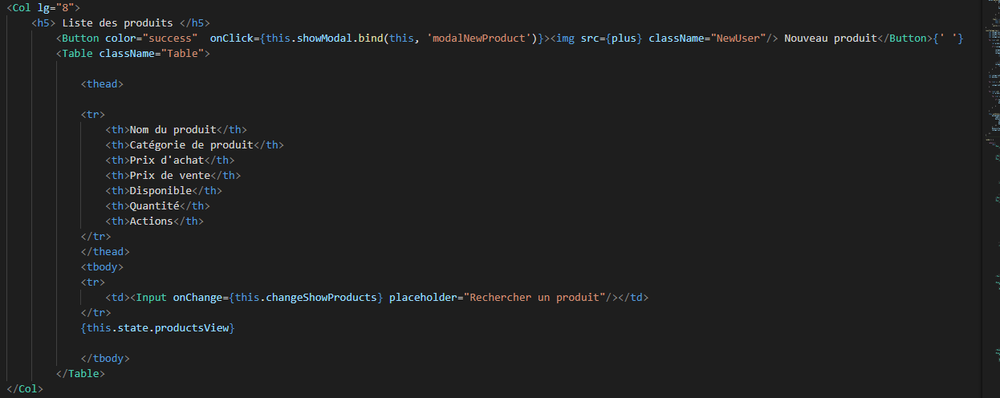 <Col lg="8">
<h5> Liste des produits </h5>
<Button color="success"  onClick={this.showModal.bind(this, 'modalNewProduct')}><img src={plus} className="NewUser"/> Nouveau produit</Button>{' '}
<Table className="Table">
<thead>
<tr>
<th>Nom du produit</th>
<th>Catégorie de produit</th>
<th>Prix d'achat</th>
<th>Prix de vente</th>
<th>Disponible</th>
<th>Quantité</th>
<th>Actions</th>
</tr>
</thead>
<tbody>
<tr>
<td><Input onChange={this.changeShowProducts} placeholder="Rechercher un produit"/></td>
</tr>
{this.state.productsView}
</tbody>
</Table>
</Col>